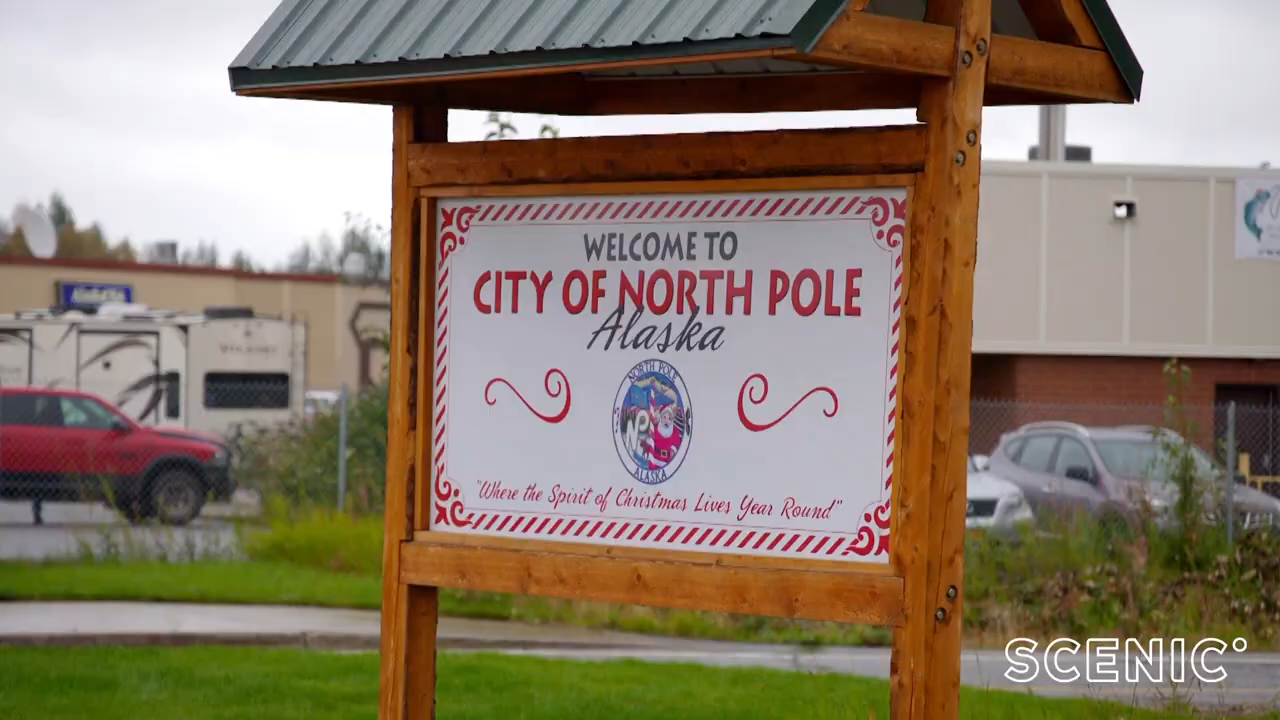 WELCOME TO
CITY OF NORTH POLE
Alaska
NORTH POLE
NP
ALASKA
"Where the Spirit of Christmas Lives Year Round"
SCENIC°